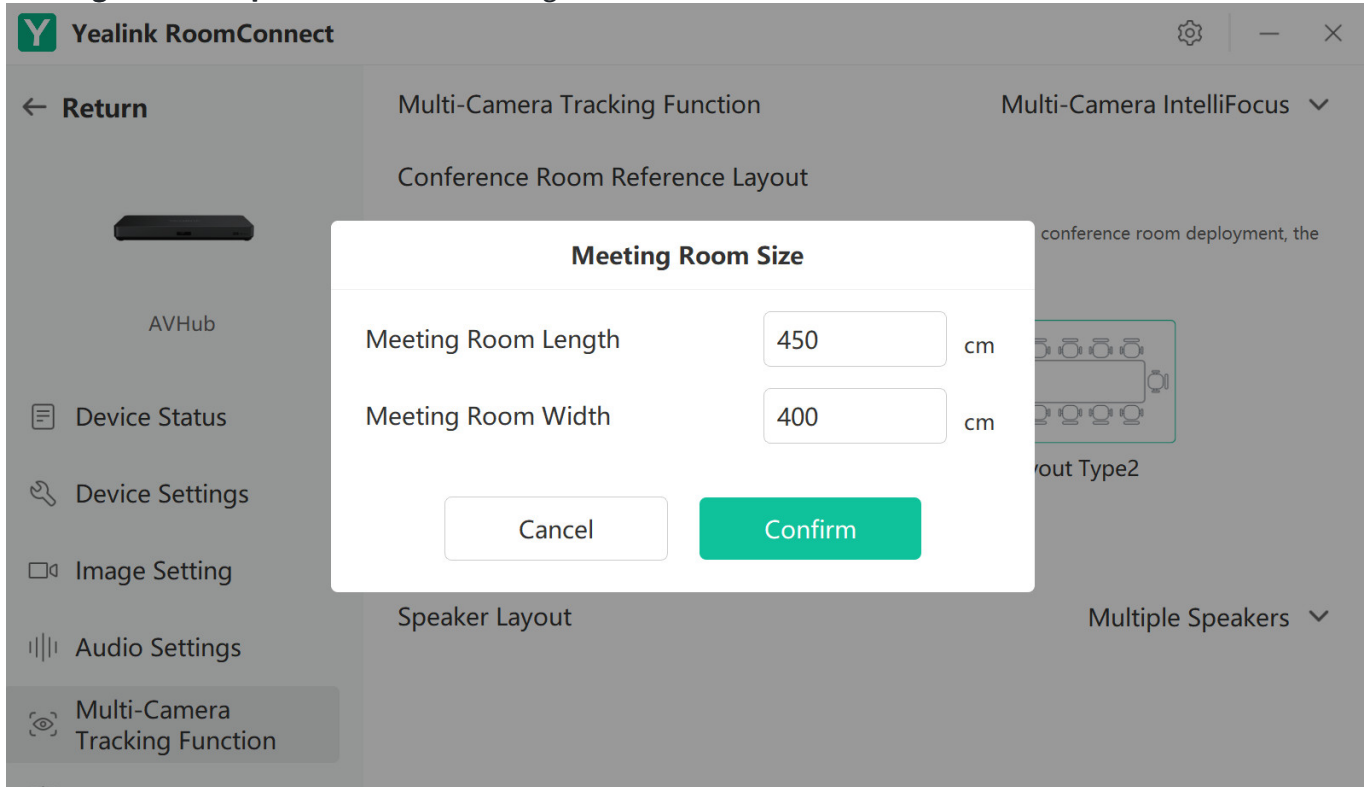 Yealink RoomConnect
Return
AVHub
Device Status
Device Settings
Image Setting
Audio Settings
Multi-Camera
Tracking Function
Multi-Camera Tracking Function
Multi-Camera IntelliFocus
Conference Room Reference Layout
conference room deployment, the
Meeting Room Size
Meeting Room Length
450
cm
Meeting Room Width
400
cm
Cancel
Confirm
Type2
Speaker Layout
Multiple Speakers